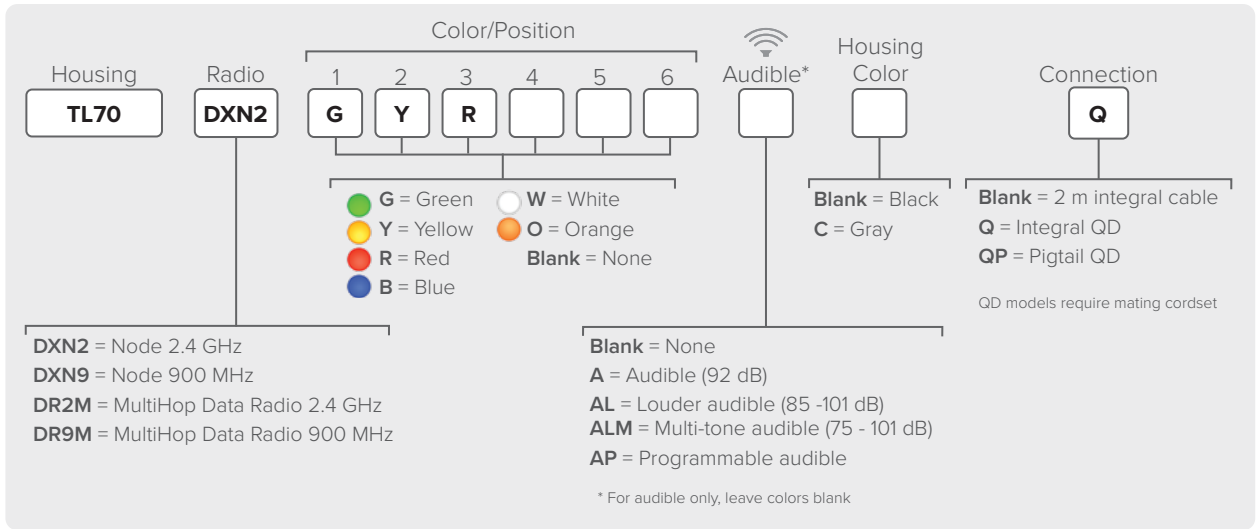 Color/Position
Housing Radio 1 2 3 4 5 6 Audible* Housing Color Connection
TL70 DXN2 G Y R Q
G = Green
Y = Yellow
R = Red
B = Blue
W = White
O = Orange
Blank = None
Blank = Black
C = Gray
Blank = 2 m integral cable
Q = Integral QD
QP = Pigtail QD
QD models require mating cordset
DXN2 = Node 2.4 GHz
DXN9 = Node 900 MHz
DR2M = MultiHop Data Radio 2.4 GHz
DR9M = MultiHop Data Radio 900 MHz
Blank = None
A = Audible (92 dB)
AL = Louder audible (85 -101 dB)
ALM = Multi-tone audible (75 - 101 dB)
AP = Programmable audible
* For audible only, leave colors blank